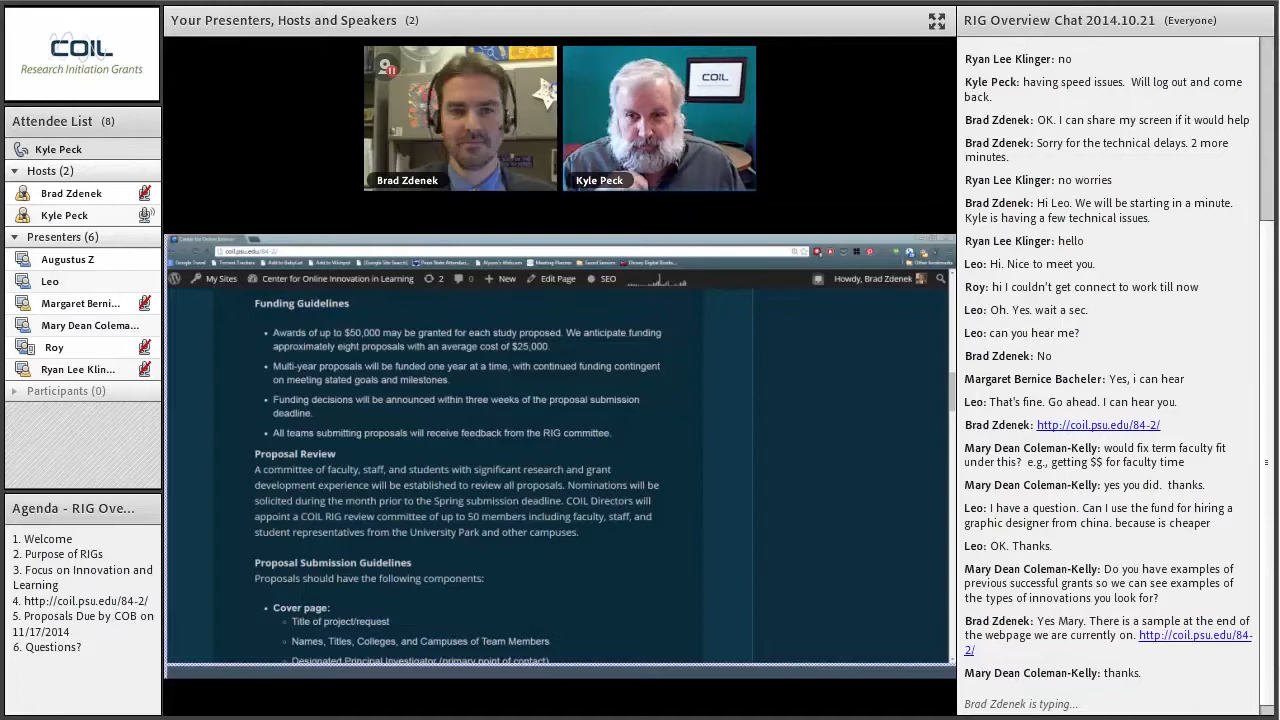 COIL
Research Initiation Grants
Attendee List (8)
Kyle Peck
Hosts (2)
Brad Zdenek
Kyle Peck
Presenters (6)
Augustus Z
Leo
Margaret Berni...
Mary Dean Colema...
Roy
Ryan Lee Klin...
Participants (0)
Agenda - RIG Ove...
1. Welcome
2. Purpose of RIGs
3. Focus on Innovation and
Learning
4. http://coil.psu.edu/84-2/
5. Proposals Due by COB on
11/17/2014
6. Questions?
Your Presenters, Hosts and Speakers (2)
COIL
Brad Zdenek
Kyle Peck
coil.psu.edu/84-2/
My Sites
Center for Online Innovation in Learning
2
0
New
Edit Page
SEO
Howdy, Brad Zdenek
Funding Guidelines
• Awards of up to $50,000 may be granted for each study proposed. We anticipate funding
approximately eight proposals with an average cost of $25,000.
• Multi-year proposals will be funded one year at a time, with continued funding contingent
on meeting stated goals and milestones.
• Funding decisions will be announced within three weeks of the proposal submission
deadline.
• All teams submitting proposals will receive feedback from the RIG committee.
Proposal Review
A committee of faculty, staff, and students with significant research and grant
development experience will be established to review all proposals. Nominations will be
solicited during the month prior to the Spring submission deadline. COIL Directors will
appoint a COIL RIG review committee of up to 50 members including faculty, staff, and
student representatives from the University Park and other campuses.
Proposal Submission Guidelines
Proposals should have the following components:
• Cover page:
Title of project/request
Names, Titles, Colleges, and Campuses of Team Members
Designated Principal Investigator (primary point of contact)
RIG Overview Chat 2014.10.21 (Everyone)
Ryan Lee Klinger: no
Kyle Peck: having speed issues. Will log out and come
back.
Brad Zdenek: OK. I can share my screen if it would help
Brad Zdenek: Sorry for the technical delays. 2 more
minutes.
Ryan Lee Klinger: no worries
Brad Zdenek: Hi Leo. We will be starting in a minute.
Kyle is having a few technical issues.
Ryan Lee Klinger: hello
Leo: Hi. Nice to meet you.
Roy: hi I couldn't get connect to work till now
Leo: Oh. Yes. wait a sec.
Leo: can you hear me?
Brad Zdenek: No
Margaret Bernice Bacheler: Yes, i can hear
Leo: That's fine. Go ahead. I can hear you.
Brad Zdenek: http://coil.psu.edu/84-2/
Mary Dean Coleman-Kelly: would fix term faculty fit
under this? e.g., getting $$ for faculty time
Mary Dean Coleman-Kelly: yes you did. thanks.
Leo: I have a question. Can I use the fund for hiring a
graphic designer from china. because is cheaper
Leo: OK. Thanks.
Mary Dean Coleman-Kelly: Do you have examples of
previous successful grants so we can see examples of
the types of innovations you look for?
Brad Zdenek: Yes Mary. There is a sample at the end of
the webpage we are currently on. http://coil.psu.edu/84-
2/
Mary Dean Coleman-Kelly: thanks.
Brad Zdenek is typing...